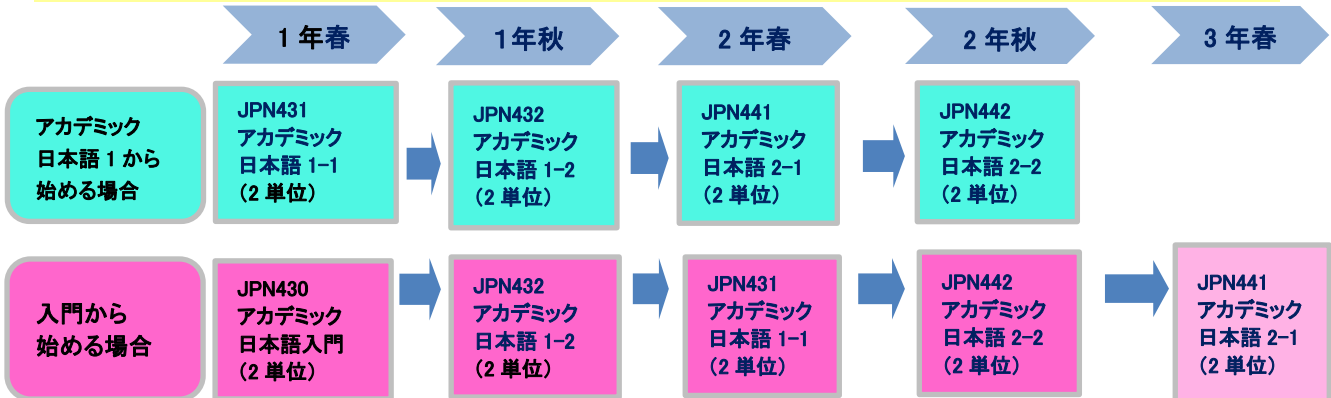 1 年春
1年秋
2 年春
2 年秋
3 年春
アカデミック
日本語 1 から
始める場合
JPN431
アカデミック
日本語 1-1
(2 単位)
JPN432
アカデミック
日本語 1-2
(2 単位)
JPN441
アカデミック
日本語 2-1
(2 単位)
JPN442
アカデミック
日本語 2-2
(2 単位)
入門から
始める場合
JPN430
アカデミック
日本語入門
(2 単位)
JPN432
アカデミック
日本語 1-2
(2 単位)
JPN431
アカデミック
日本語 1-1
(2 単位)
JPN442
アカデミック
日本語 2-2
(2 単位)
JPN441
アカデミック
日本語 2-1
(2 単位)